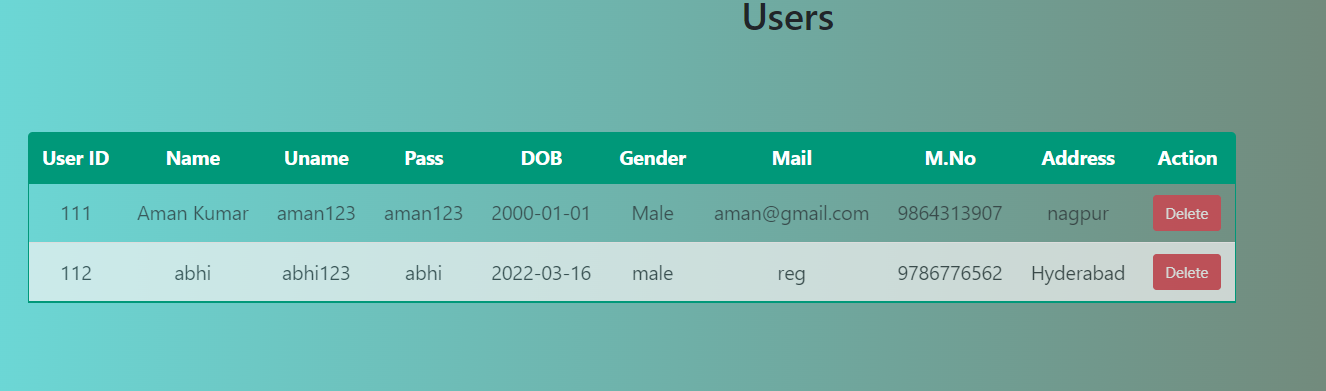 Users
User ID Name Uname Pass DOB Gender Mail M.No Address Action
111 Aman Kumar aman123 aman123 2000-01-01 Male aman@gmail.com 9864313907 nagpur Delete
112 abhi abhi123 abhi 2022-03-16 male reg 9786776562 Hyderabad Delete